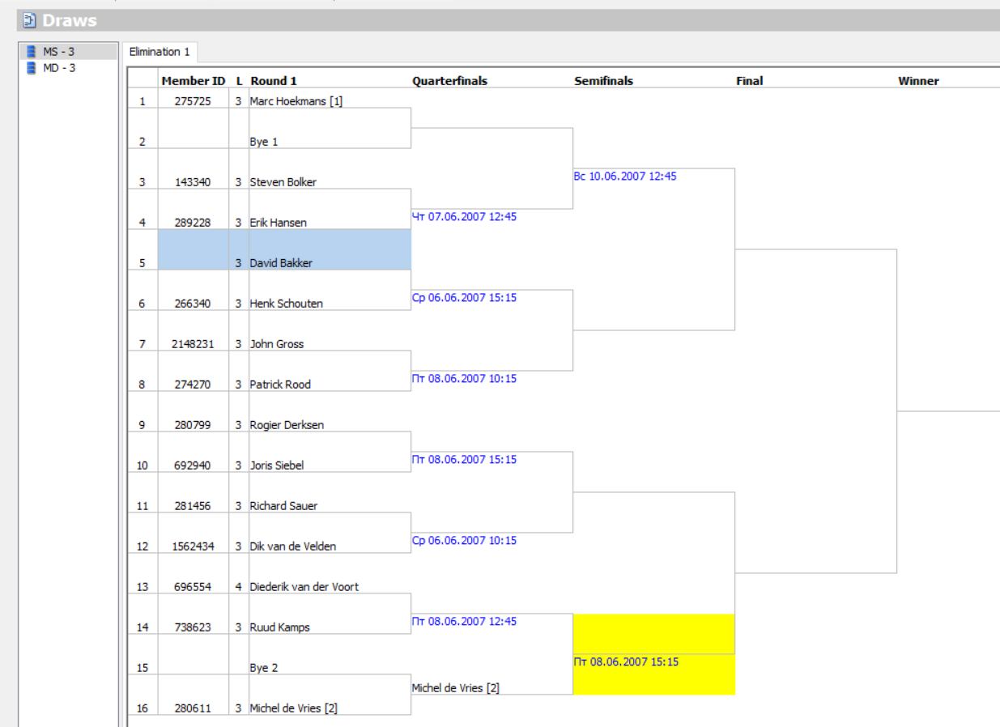 Draws
MS - 3
MD - 3
Elimination 1
Member ID L Round 1 Quarterfinals Semifinals Final Winner
1 275725 3 Marc Hoekmans [1]
2 Bye 1
Вс 10.06.2007 12:45
3 143340 3 Steven Bolker
Чт 07.06.2007 12:45
4 289228 3 Erik Hansen
5 3 David Bakker
Ср 06.06.2007 15:15
6 266340 3 Henk Schouten
7 2148231 3 John Gross
Пт 08.06.2007 10:15
8 274270 3 Patrick Rood
9 280799 3 Rogier Derksen
Пт 08.06.2007 15:15
10 692940 3 Joris Siebel
11 281456 3 Richard Sauer
Ср 06.06.2007 10:15
12 1562434 3 Dik van de Velden
13 696554 4 Diederik van der Voort
Пт 08.06.2007 12:45
14 738623 3 Ruud Kamps
Пт 08.06.2007 15:15
15 Bye 2
Michel de Vries [2]
16 280611 3 Michel de Vries [2]